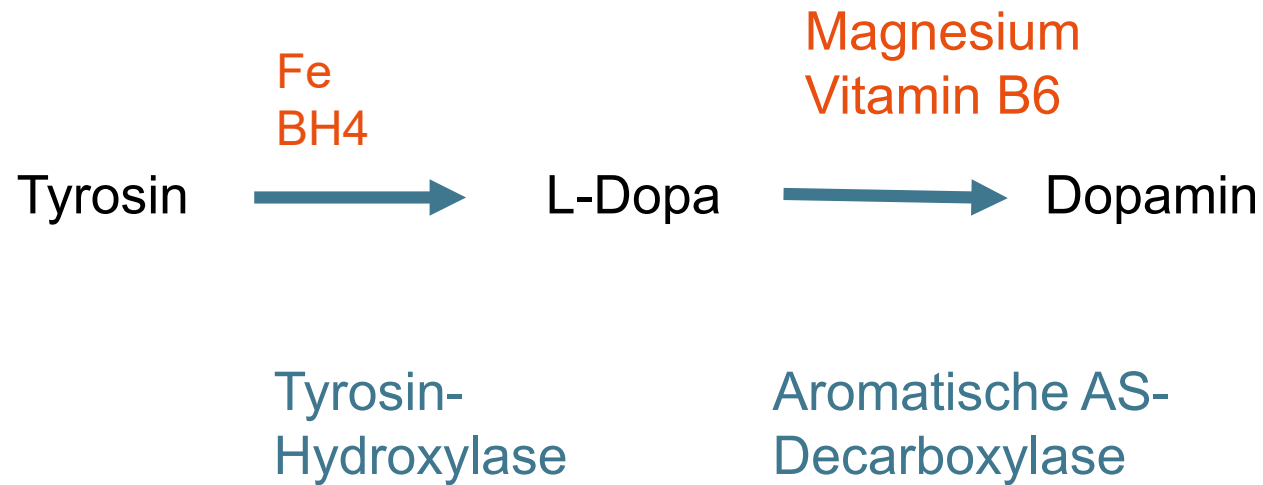 Magnesium
Vitamin B6
Fe
BH4
Tyrosin
L-Dopa
Dopamin
Tyrosin-
Hydroxylase
Aromatische AS-
Decarboxylase